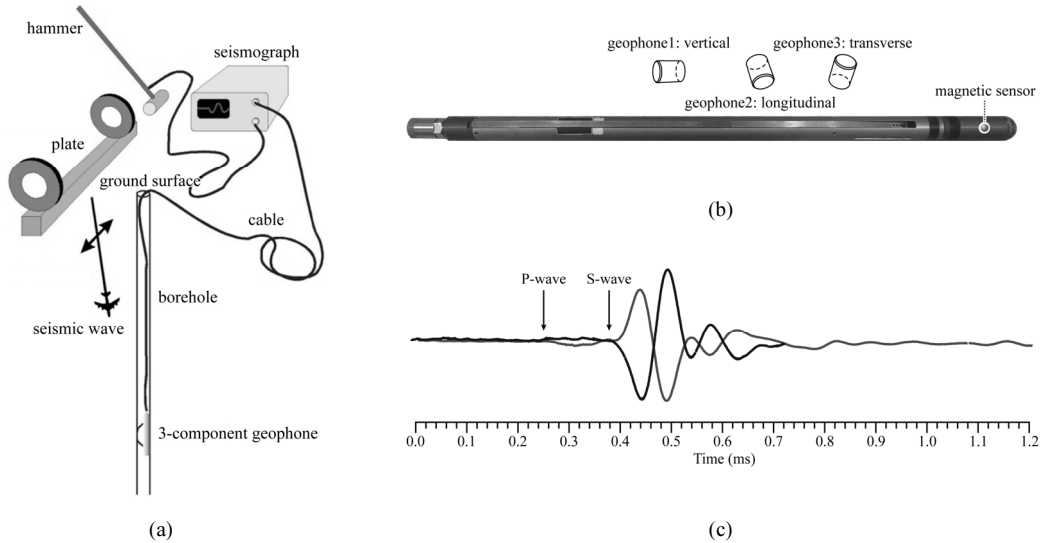 hammer
seismograph
plate
ground surface
cable
borehole
seismic wave
3-component geophone
(a)
geophone1: vertical
geophone3: transverse
geophone2: longitudinal
magnetic sensor
(b)
P-wave
S-wave
0.0 0.1 0.2 0.3 0.4 0.5 0.6 0.7 0.8 0.9 1.0 1.1 1.2
Time (ms)
(c)